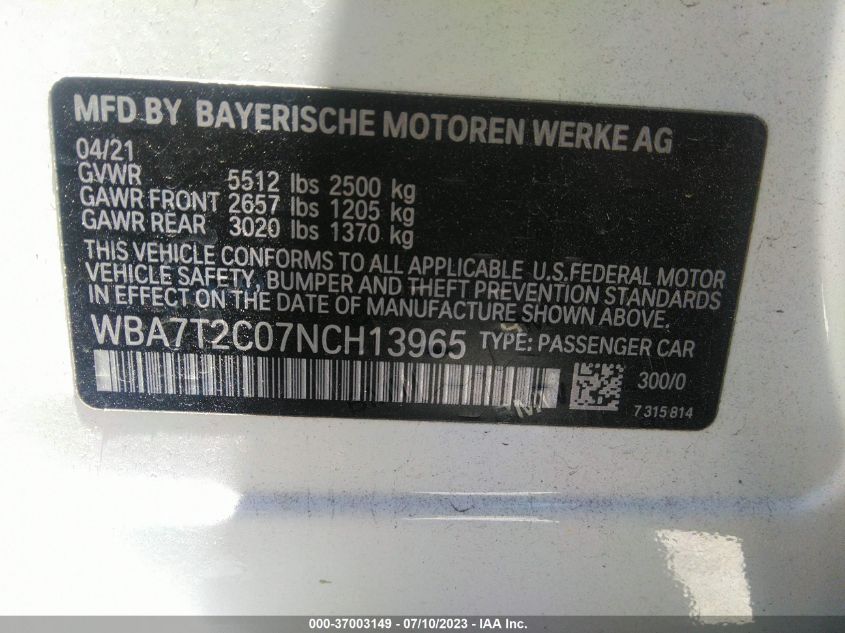 MFD BY BAYERISCHE MOTOREN WERKE AG
04/21
GVWR 5512 lbs 2500 kg
GAWR FRONT 2657 lbs 1205 kg
GAWR REAR 3020 lbs 1370 kg
THIS VEHICLE CONFORMS TO ALL APPLICABLE U.S.FEDERAL MOTOR
VEHICLE SAFETY, BUMPER AND THEFT PREVENTION STANDARDS
IN EFFECT ON THE DATE OF MANUFACTURE SHOWN ABOVE.
WBA7T2C07NCH13965 TYPE: PASSENGER CAR
300/0
7 315 814
000-37003149 - 07/10/2023 - IAA Inc.